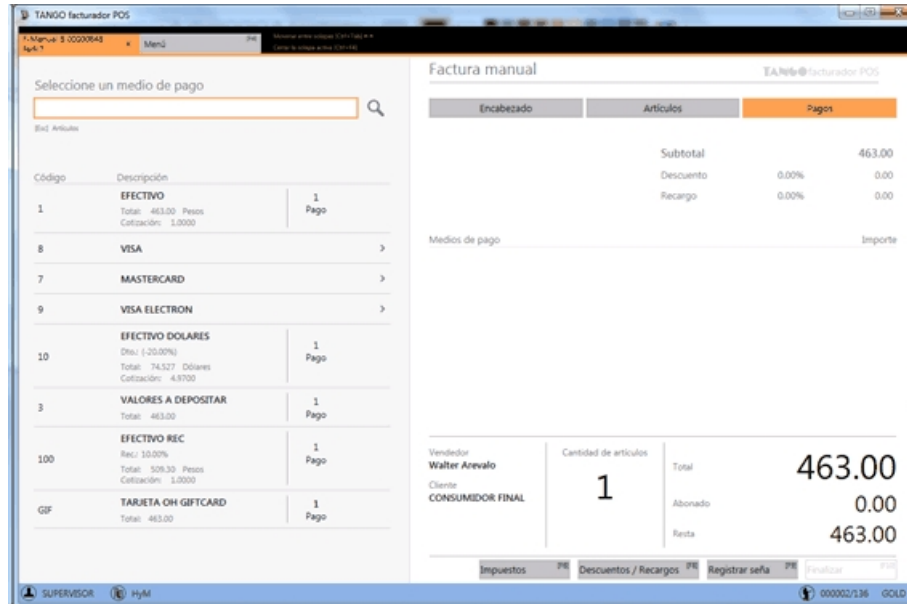 TANGO facturador POS
F-Manual B 00000648
Menú
Factura manual
TANGO facturador POS
Seleccione un medio de pago
Encabezado Artículos Pagos
[Esc] Artículos
Subtotal 463.00
Descuento 0.00% 0.00
Recargo 0.00% 0.00
Código Descripción
1 EFECTIVO 1 Pago
Total: 463.00 Pesos
Cotización: 1.0000
8 VISA >
7 MASTERCARD >
9 VISA ELECTRON >
10 EFECTIVO DOLARES 1 Pago
Dto.: (-20.00%)
Total: 74.527 Dólares
Cotización: 4.9700
3 VALORES A DEPOSITAR 1 Pago
Total: 463.00
100 EFECTIVO REC 1 Pago
Rec.: 10.00%
Total: 509.30 Pesos
Cotización: 1.0000
GIF TARJETA OH GIFTCARD 1 Pago
Total: 463.00
Medios de pago Importe
Vendedor
Walter Arevalo
Cliente
CONSUMIDOR FINAL
Cantidad de artículos
1
Total 463.00
Abonado 0.00
Resta 463.00
Impuestos Descuentos / Recargos Registrar seña Finalizar
SUPERVISOR HyM 000002/136 GOLD